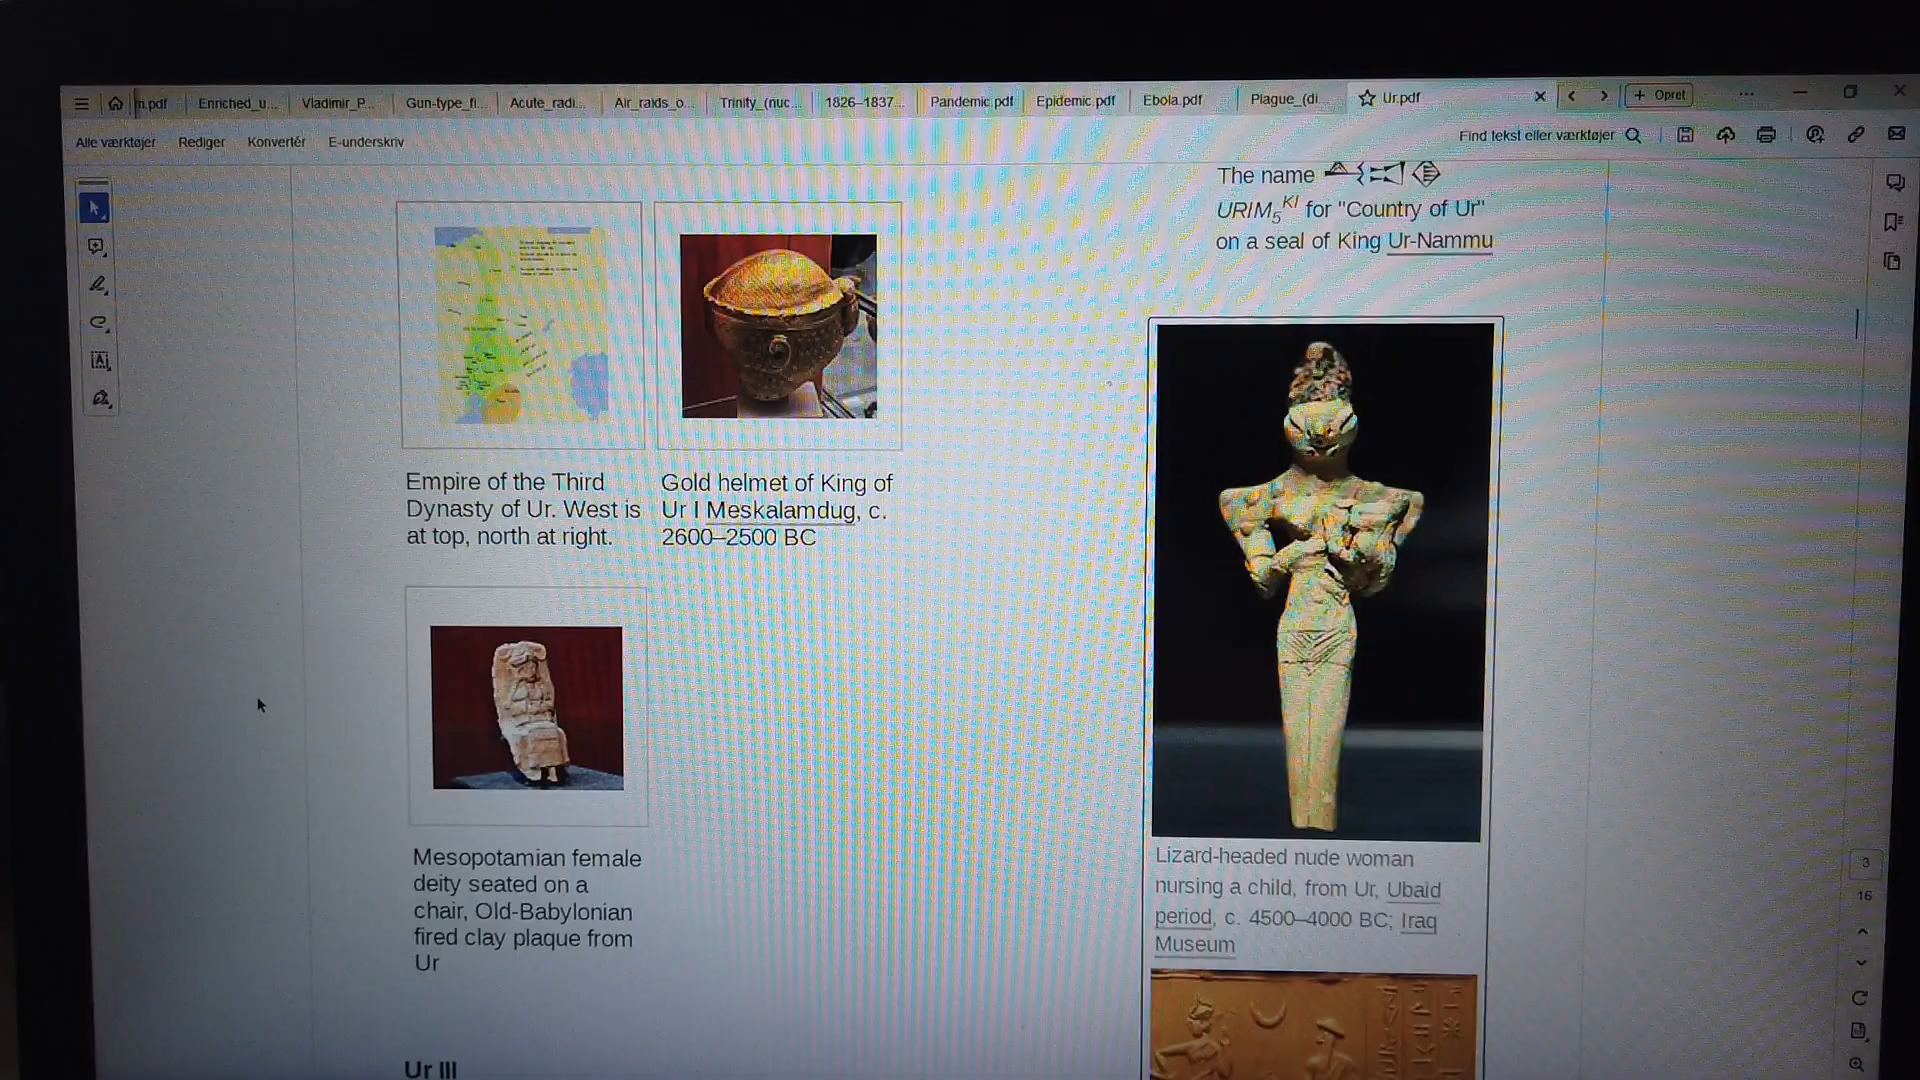 m.pdf
Enriched_u...
Vladimir_P...
Gun-type_fi...
Acute_radi...
Air_raids_o...
Trinity_(nuc...
1826–1837...
Pandemic.pdf
Epidemic.pdf
Ebola.pdf
Plague_(di...
Ur.pdf
+ Opret
Alle værktøjer
Rediger
Konvertér
E-underskriv
Find tekst eller værktøjer
Empire of the Third
Dynasty of Ur. West is
at top, north at right.
Gold helmet of King of
Ur I Meskalamdug, c.
2600–2500 BC
Mesopotamian female
deity seated on a
chair, Old-Babylonian
fired clay plaque from
Ur
Ur III
The name
URIM5KI for "Country of Ur"
on a seal of King Ur-Nammu
Lizard-headed nude woman
nursing a child, from Ur, Ubaid
period, c. 4500–4000 BC; Iraq
Museum
3
16